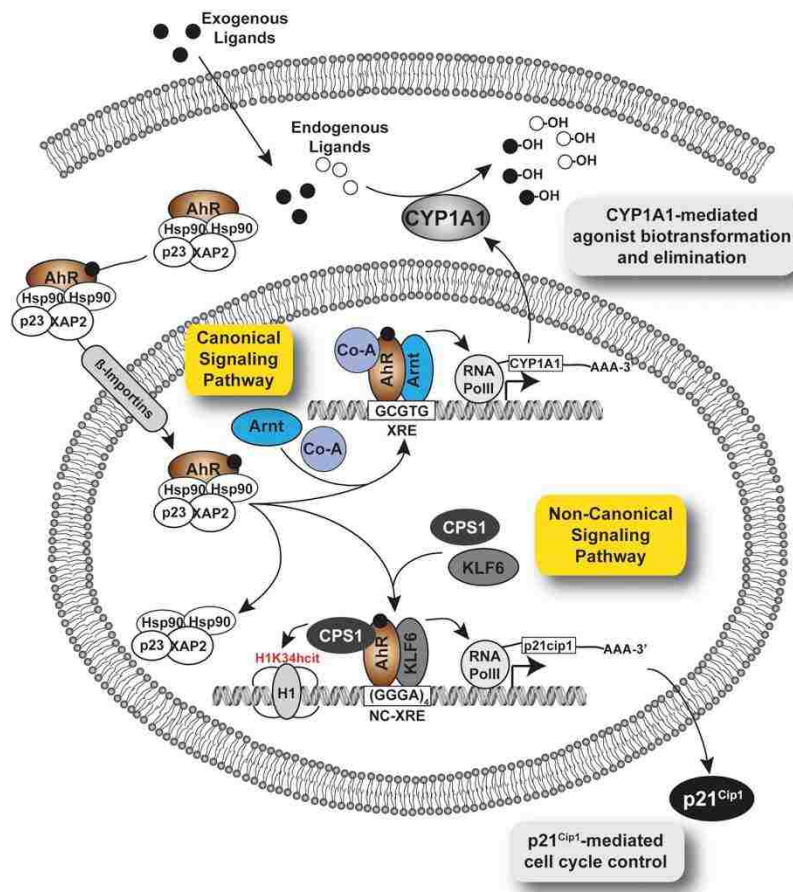 Exogenous
Ligands
Endogenous
Ligands
-OH
-OH
-OH
-OH
-OH
-OH
CYP1A1
CYP1A1-mediated
agonist biotransformation
and elimination
AhR
Hsp90 Hsp90
p23 XAP2
AhR
Hsp90 Hsp90
p23 XAP2
ß-Importins
Canonical
Signaling
Pathway
Co-A
AhR
Arnt
RNA
PolII
CYP1A1
AAA-3'
GCGTG
XRE
Arnt
Co-A
AhR
Hsp90 Hsp90
p23 XAP2
Non-Canonical
Signaling
Pathway
CPS1
KLF6
Hsp90 Hsp90
p23 XAP2
CPS1
AhR
KLF6
RNA
PolII
p21cip1
AAA-3'
H1K34hcit
H1
(GGGA)4
NC-XRE
p21Cip1
p21Cip1-mediated
cell cycle control